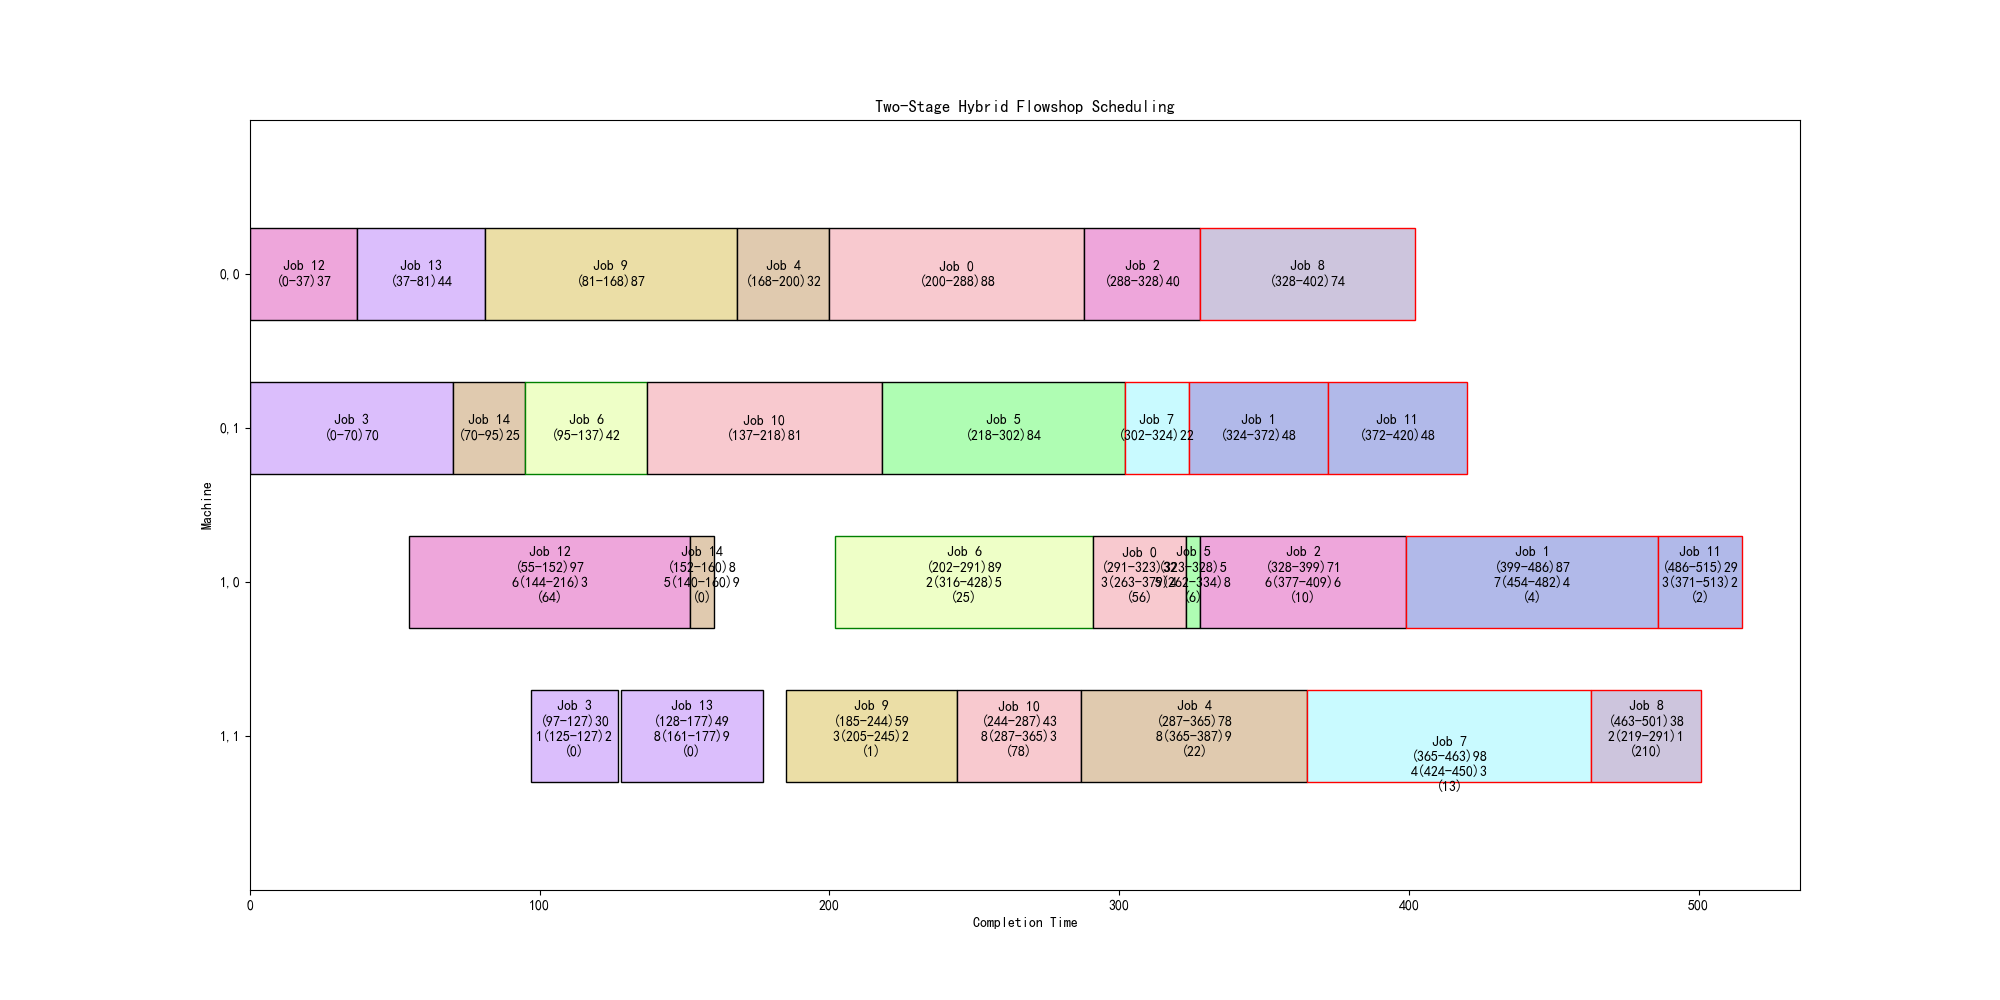 Two-Stage Hybrid Flowshop Scheduling
Machine
0,0
Job 12
(0-37)37
Job 13
(37-81)44
Job 9
(81-168)87
Job 4
(168-200)32
Job 0
(200-288)88
Job 2
(288-328)40
Job 8
(328-402)74
0,1
Job 3
(0-70)70
Job 14
(70-95)25
Job 6
(95-137)42
Job 10
(137-218)81
Job 5
(218-302)84
Job 7
(302-324)22
Job 1
(324-372)48
Job 11
(372-420)48
1,0
Job 12
(55-152)97
6(144-216)3
(64)
Job 14
(152-160)8
5(140-160)9
(0)
Job 6
(202-291)89
2(316-428)5
(25)
Job 0
(291-323)32
(56)
Job 5
(323-328)5
(6)
Job 2
(328-399)71
6(377-409)6
(10)
Job 1
(399-486)87
7(454-482)4
(4)
Job 11
(486-515)29
3(371-513)2
(2)
1,1
Job 3
(97-127)30
1(125-127)2
(0)
Job 13
(128-177)49
8(161-177)9
(0)
Job 9
(185-244)59
3(205-245)2
(1)
Job 10
(244-287)43
8(287-365)3
(78)
Job 4
(287-365)78
8(365-387)9
(22)
Job 7
(365-463)98
4(424-450)3
(13)
Job 8
(463-501)38
2(219-291)1
(210)
0
100
200
300
400
500
Completion Time